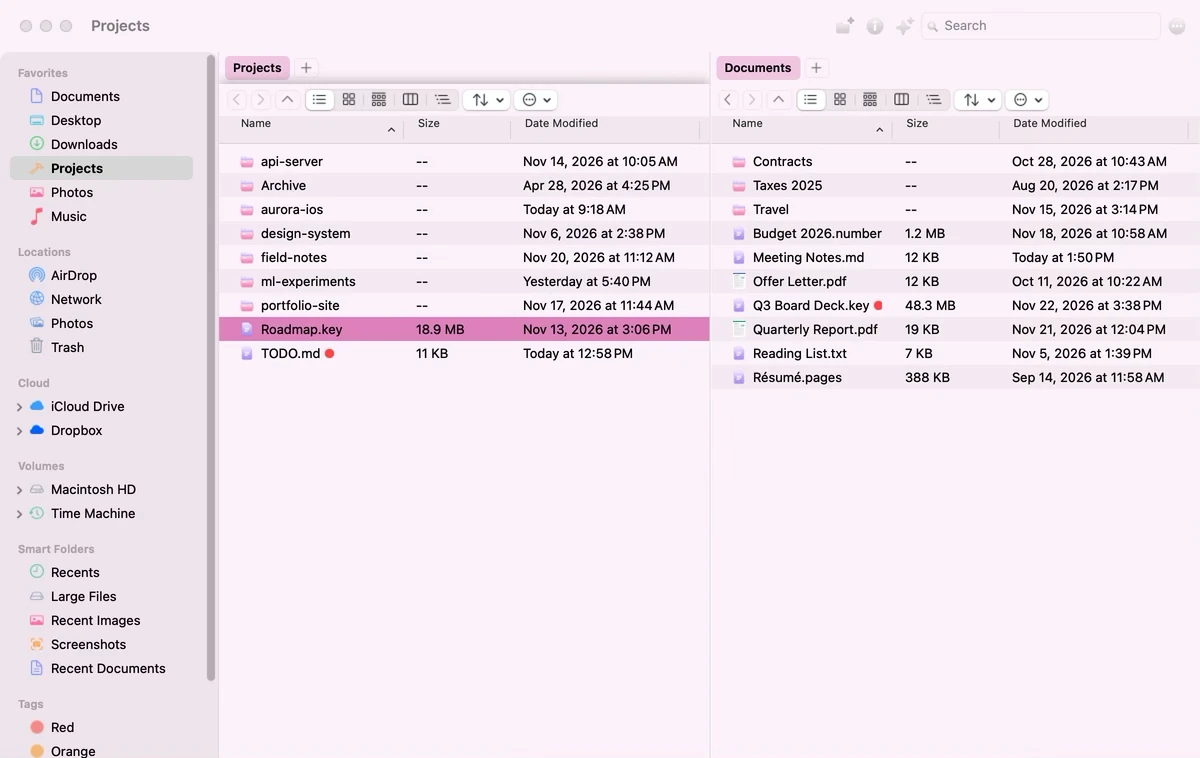 Projects
Search
Favorites
Documents
Desktop
Downloads
Projects
Photos
Music
Locations
AirDrop
Network
Photos
Trash
Cloud
iCloud Drive
Dropbox
Volumes
Macintosh HD
Time Machine
Smart Folders
Recents
Large Files
Recent Images
Screenshots
Recent Documents
Tags
Red
Orange
Projects
Name Size Date Modified
api-server -- Nov 14, 2026 at 10:05 AM
Archive -- Apr 28, 2026 at 4:25 PM
aurora-ios -- Today at 9:18 AM
design-system -- Nov 6, 2026 at 2:38 PM
field-notes -- Nov 20, 2026 at 11:12 AM
ml-experiments -- Yesterday at 5:40 PM
portfolio-site -- Nov 17, 2026 at 11:44 AM
Roadmap.key 18.9 MB Nov 13, 2026 at 3:06 PM
TODO.md 11 KB Today at 12:58 PM
Documents
Name Size Date Modified
Contracts -- Oct 28, 2026 at 10:43 AM
Taxes 2025 -- Aug 20, 2026 at 2:17 PM
Travel -- Nov 15, 2026 at 3:14 PM
Budget 2026.number 1.2 MB Nov 18, 2026 at 10:58 AM
Meeting Notes.md 12 KB Today at 1:50 PM
Offer Letter.pdf 12 KB Oct 11, 2026 at 10:22 AM
Q3 Board Deck.key 48.3 MB Nov 22, 2026 at 3:38 PM
Quarterly Report.pdf 19 KB Nov 21, 2026 at 12:04 PM
Reading List.txt 7 KB Nov 5, 2026 at 1:39 PM
Résumé.pages 388 KB Sep 14, 2026 at 11:58 AM